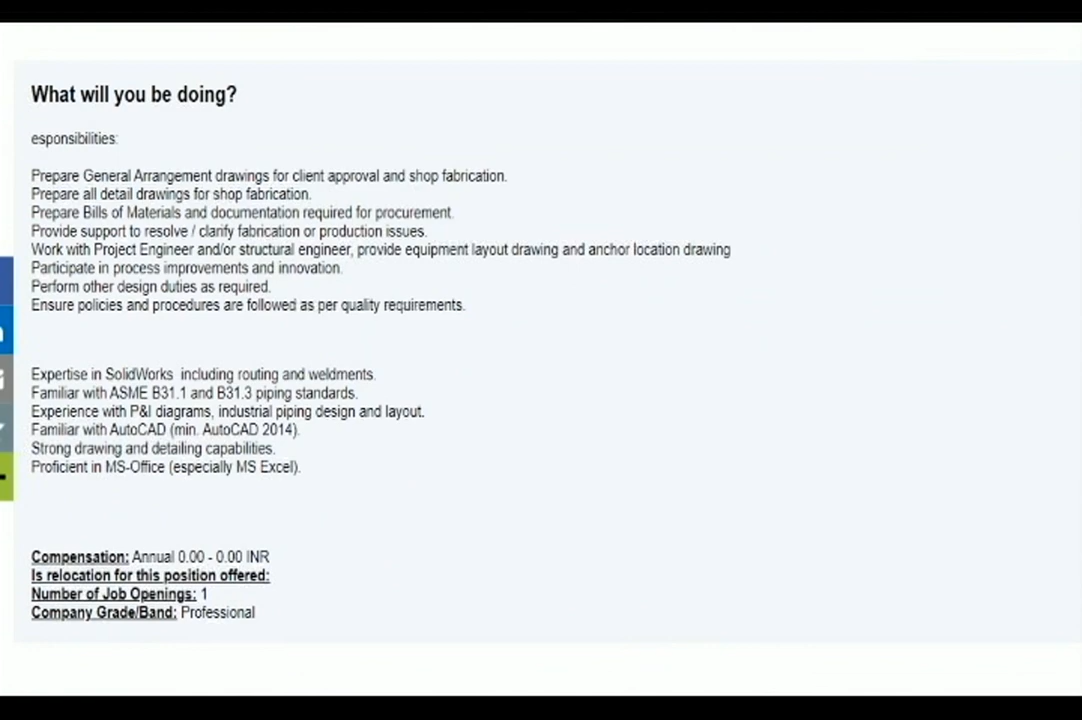 What will you be doing?
esponsibilities:
Prepare General Arrangement drawings for client approval and shop fabrication.
Prepare all detail drawings for shop fabrication.
Prepare Bills of Materials and documentation required for procurement.
Provide support to resolve / clarify fabrication or production issues.
Work with Project Engineer and/or structural engineer, provide equipment layout drawing and anchor location drawing
Participate in process improvements and innovation.
Perform other design duties as required.
Ensure policies and procedures are followed as per quality requirements.
Expertise in SolidWorks including routing and weldments.
Familiar with ASME B31.1 and B31.3 piping standards.
Experience with P&I diagrams, industrial piping design and layout.
Familiar with AutoCAD (min. AutoCAD 2014).
Strong drawing and detailing capabilities.
Proficient in MS-Office (especially MS Excel).
Compensation: Annual 0.00 - 0.00 INR
Is relocation for this position offered:
Number of Job Openings: 1
Company Grade/Band: Professional